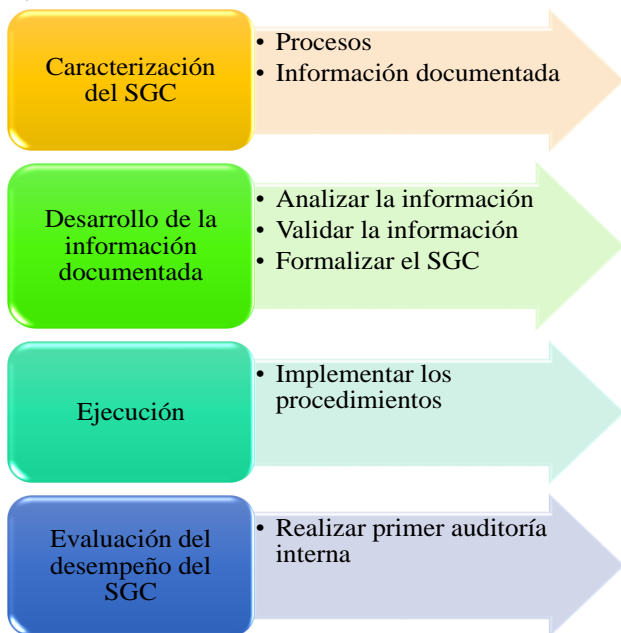 Caracterización
del SGC
• Procesos
• Información documentada
Desarrollo de la
información
documentada
• Analizar la información
• Validar la información
• Formalizar el SGC
Ejecución
• Implementar los
procedimientos
Evaluación del
desempeño del
SGC
• Realizar primer auditoría
interna